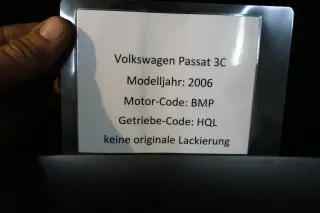 Volkswagen Passat 3C
Modelljahr: 2006
Motor-Code: BMP
Getriebe-Code: HQL
keine originale Lackierung